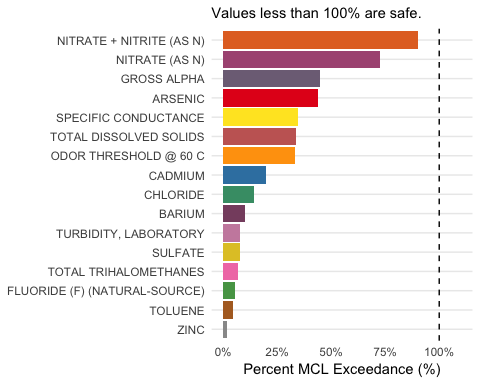 Values less than 100% are safe.
NITRATE + NITRITE (AS N)
NITRATE (AS N)
GROSS ALPHA
ARSENIC
SPECIFIC CONDUCTANCE
TOTAL DISSOLVED SOLIDS
ODOR THRESHOLD @ 60 C
CADMIUM
CHLORIDE
BARIUM
TURBIDITY, LABORATORY
SULFATE
TOTAL TRIHALOMETHANES
FLUORIDE (F) (NATURAL-SOURCE)
TOLUENE
ZINC
0% 25% 50% 75% 100%
Percent MCL Exceedance (%)